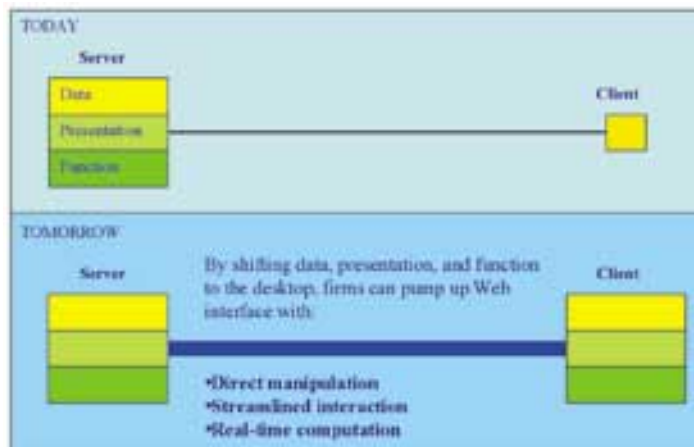 TODAY
Server
Client
Data
Presentation
Function
TOMORROW
Server
Client
By shifting data, presentation, and function
to the desktop, firms can pump up Web
interface with:
•Direct manipulation
•Streamlined interaction
•Real-time computation